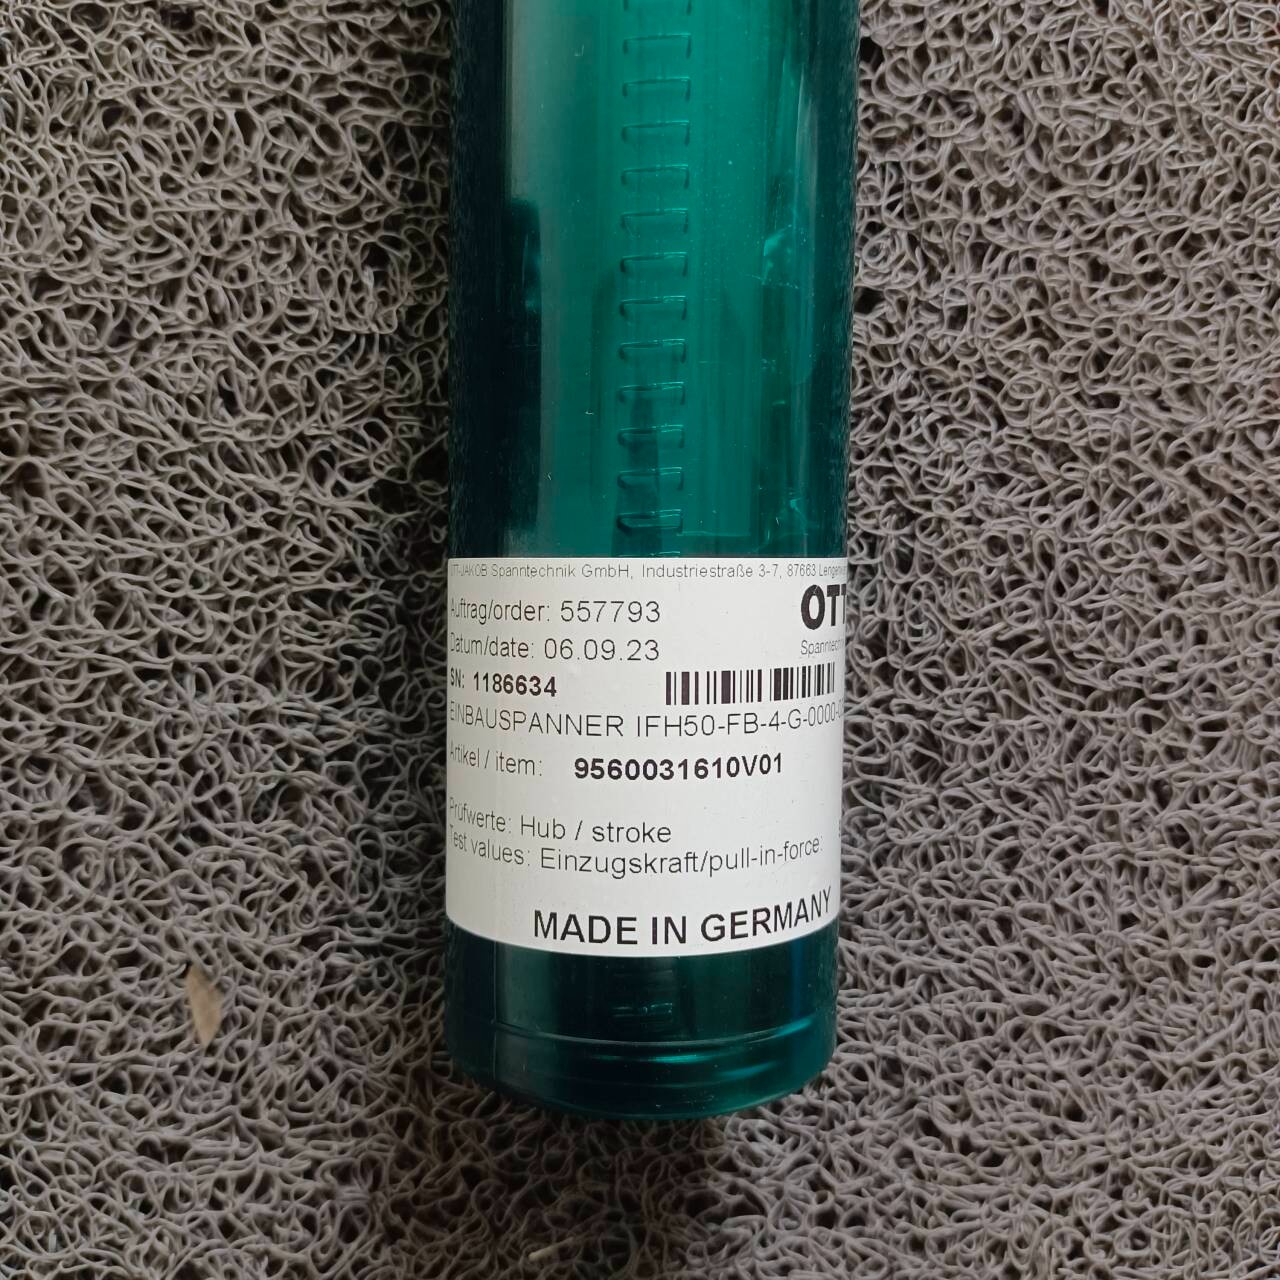 OTT-JAKOB Spanntechnik GmbH, Industriestraße 3-7, 87663
OTT
Auftrag/order: 557793
Datum/date: 06.09.23
SN: 1186634
EINBAUSPANNER IFH50-FB-4-G-0000-
Artikel / item: 9560031610V01
Prüfwerte: Hub / stroke
Test values: Einzugskraft/pull-in-force:
MADE IN GERMANY